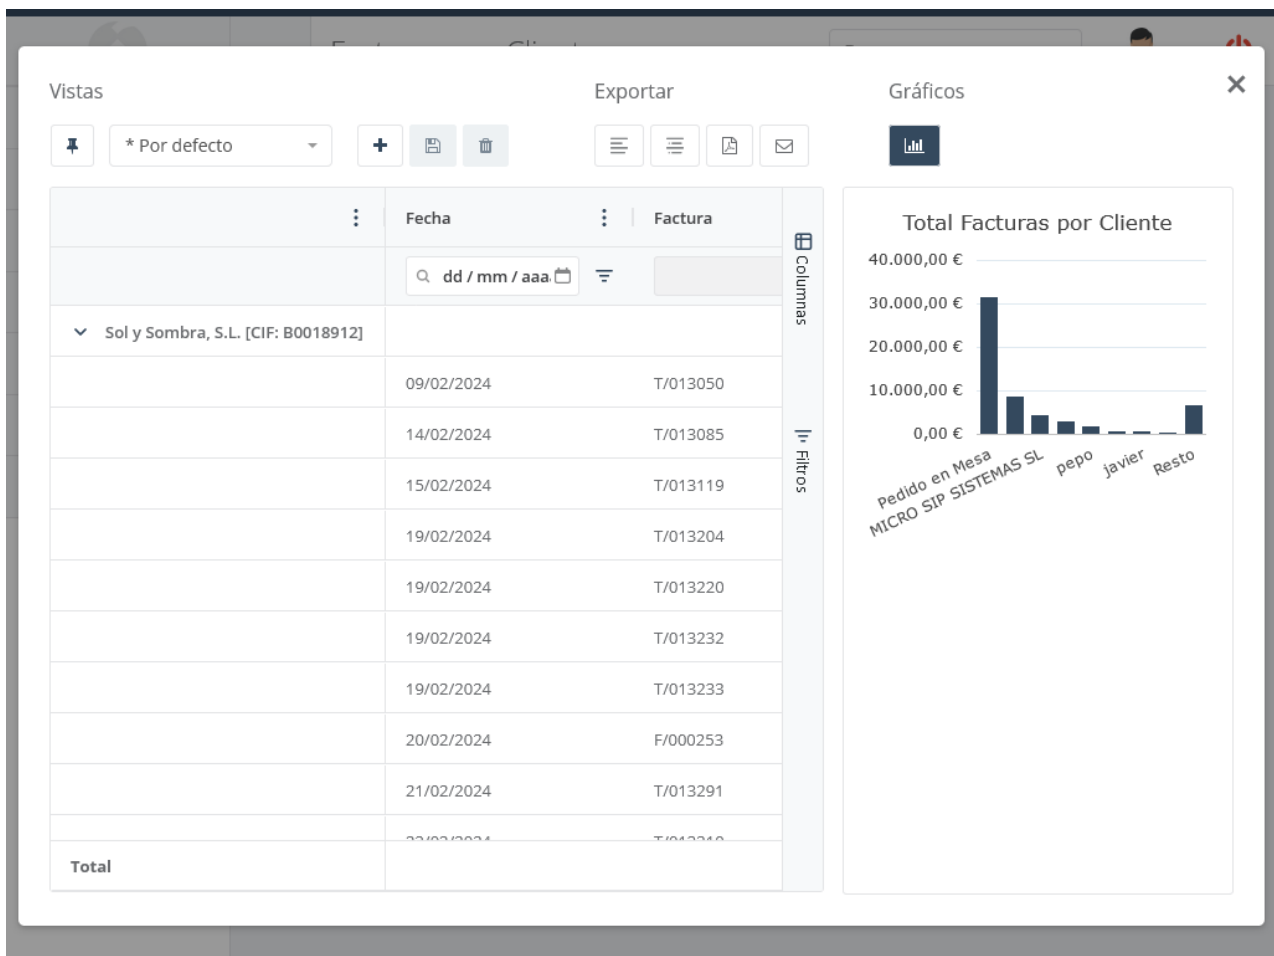 Vistas
Exportar
Gráficos
* Por defecto
Fecha
Factura
dd / mm / aaa
Columnas
Filtros
Sol y Sombra, S.L. [CIF: B0018912]
09/02/2024 T/013050
14/02/2024 T/013085
15/02/2024 T/013119
19/02/2024 T/013204
19/02/2024 T/013220
19/02/2024 T/013232
19/02/2024 T/013233
20/02/2024 F/000253
21/02/2024 T/013291
Total
Total Facturas por Cliente
40.000,00 €
30.000,00 €
20.000,00 €
10.000,00 €
0,00 €
Pedido en Mesa
MICRO SIP SISTEMAS SL
pepo
javier
Resto